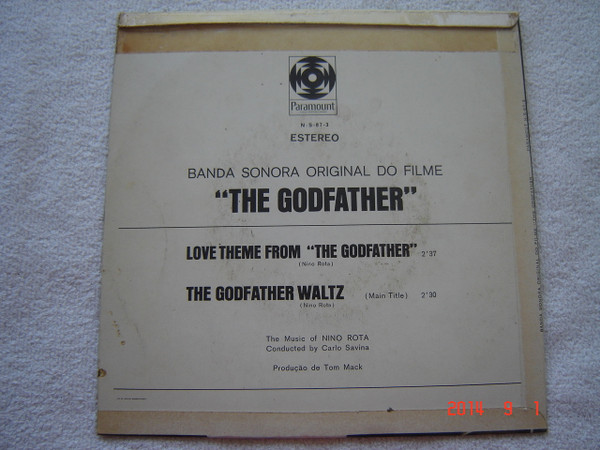 Paramount
N-S-87-3
ESTEREO
BANDA SONORA ORIGINAL DO FILME
"THE GODFATHER"
LOVE THEME FROM "THE GODFATHER" 2'37
(Nino Rota)
THE GODFATHER WALTZ (Main Title) 2'30
(Nino Rota)
The Music of NINO ROTA
Conducted by Carlo Savina
Produção de Tom Mack
2014 9 1